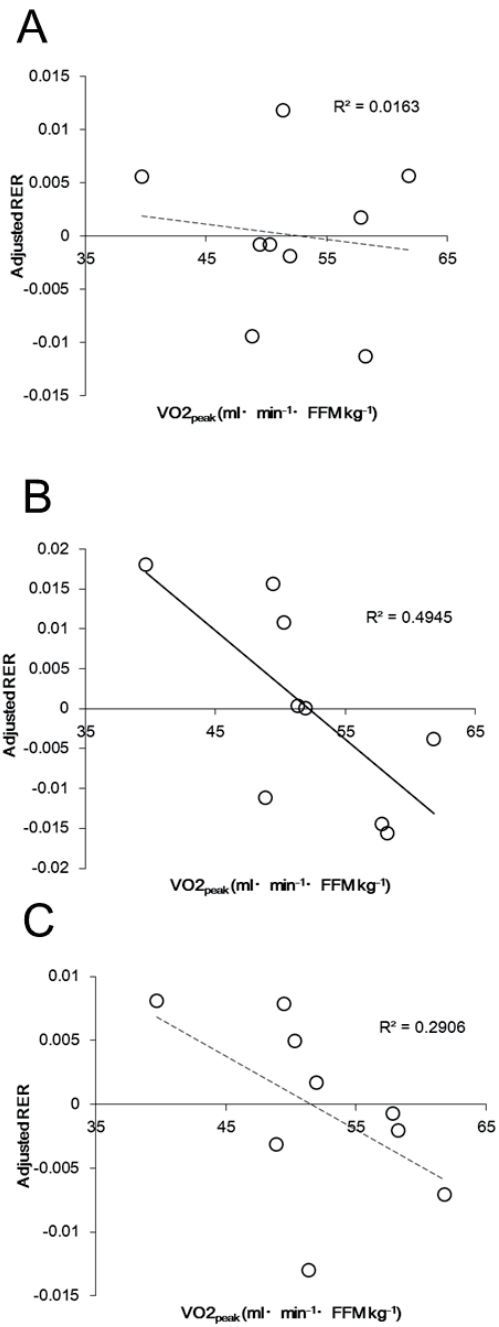 A
0.015
R² = 0.0163
0.01
0.005
0
35 45 55 65
-0.005
-0.01
-0.015
Adjusted RER
VO2peak (ml· min⁻¹· FFM kg⁻¹)
B
0.02
0.015
R² = 0.4945
0.01
0.005
0
35 45 55 65
-0.005
-0.01
-0.015
-0.02
Adjusted RER
VO2peak (ml· min⁻¹· FFM kg⁻¹)
C
0.01
R² = 0.2906
0.005
0
35 45 55 65
-0.005
-0.01
-0.015
Adjusted RER
VO2peak (ml· min⁻¹· FFM kg⁻¹)